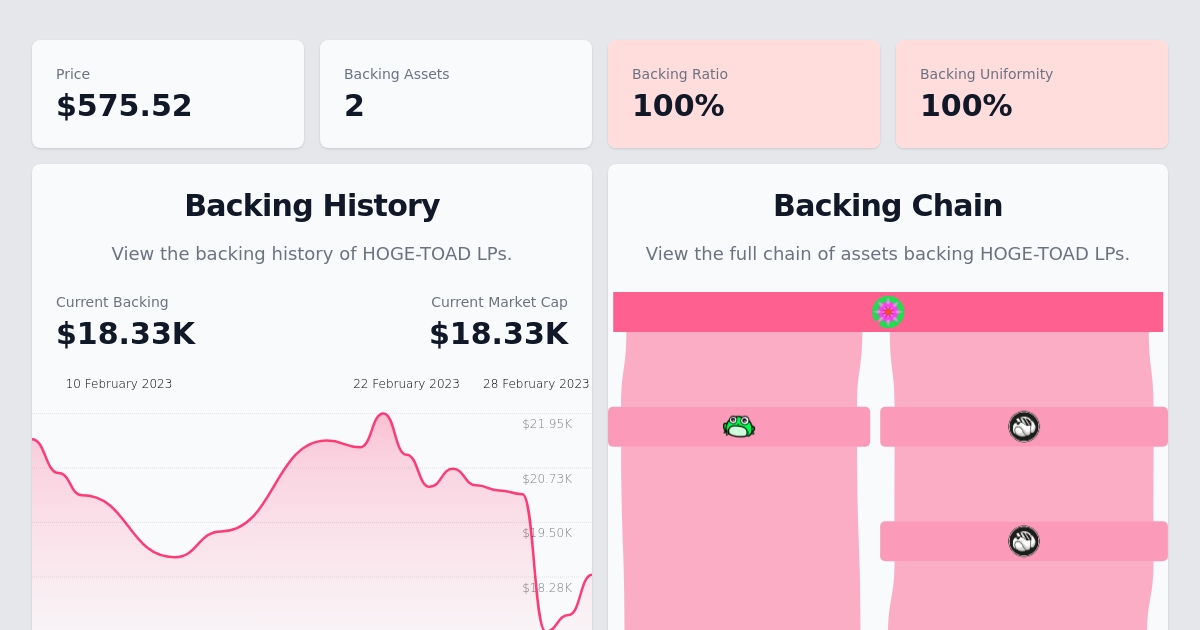 Price
$575.52
Backing Assets
2
Backing Ratio
100%
Backing Uniformity
100%
Backing History
View the backing history of HOGE-TOAD LPs.
Current Backing
$18.33K
Current Market Cap
$18.33K
10 February 2023
22 February 2023
28 February 2023
$21.95K
$20.73K
$19.50K
$18.28K
Backing Chain
View the full chain of assets backing HOGE-TOAD LPs.